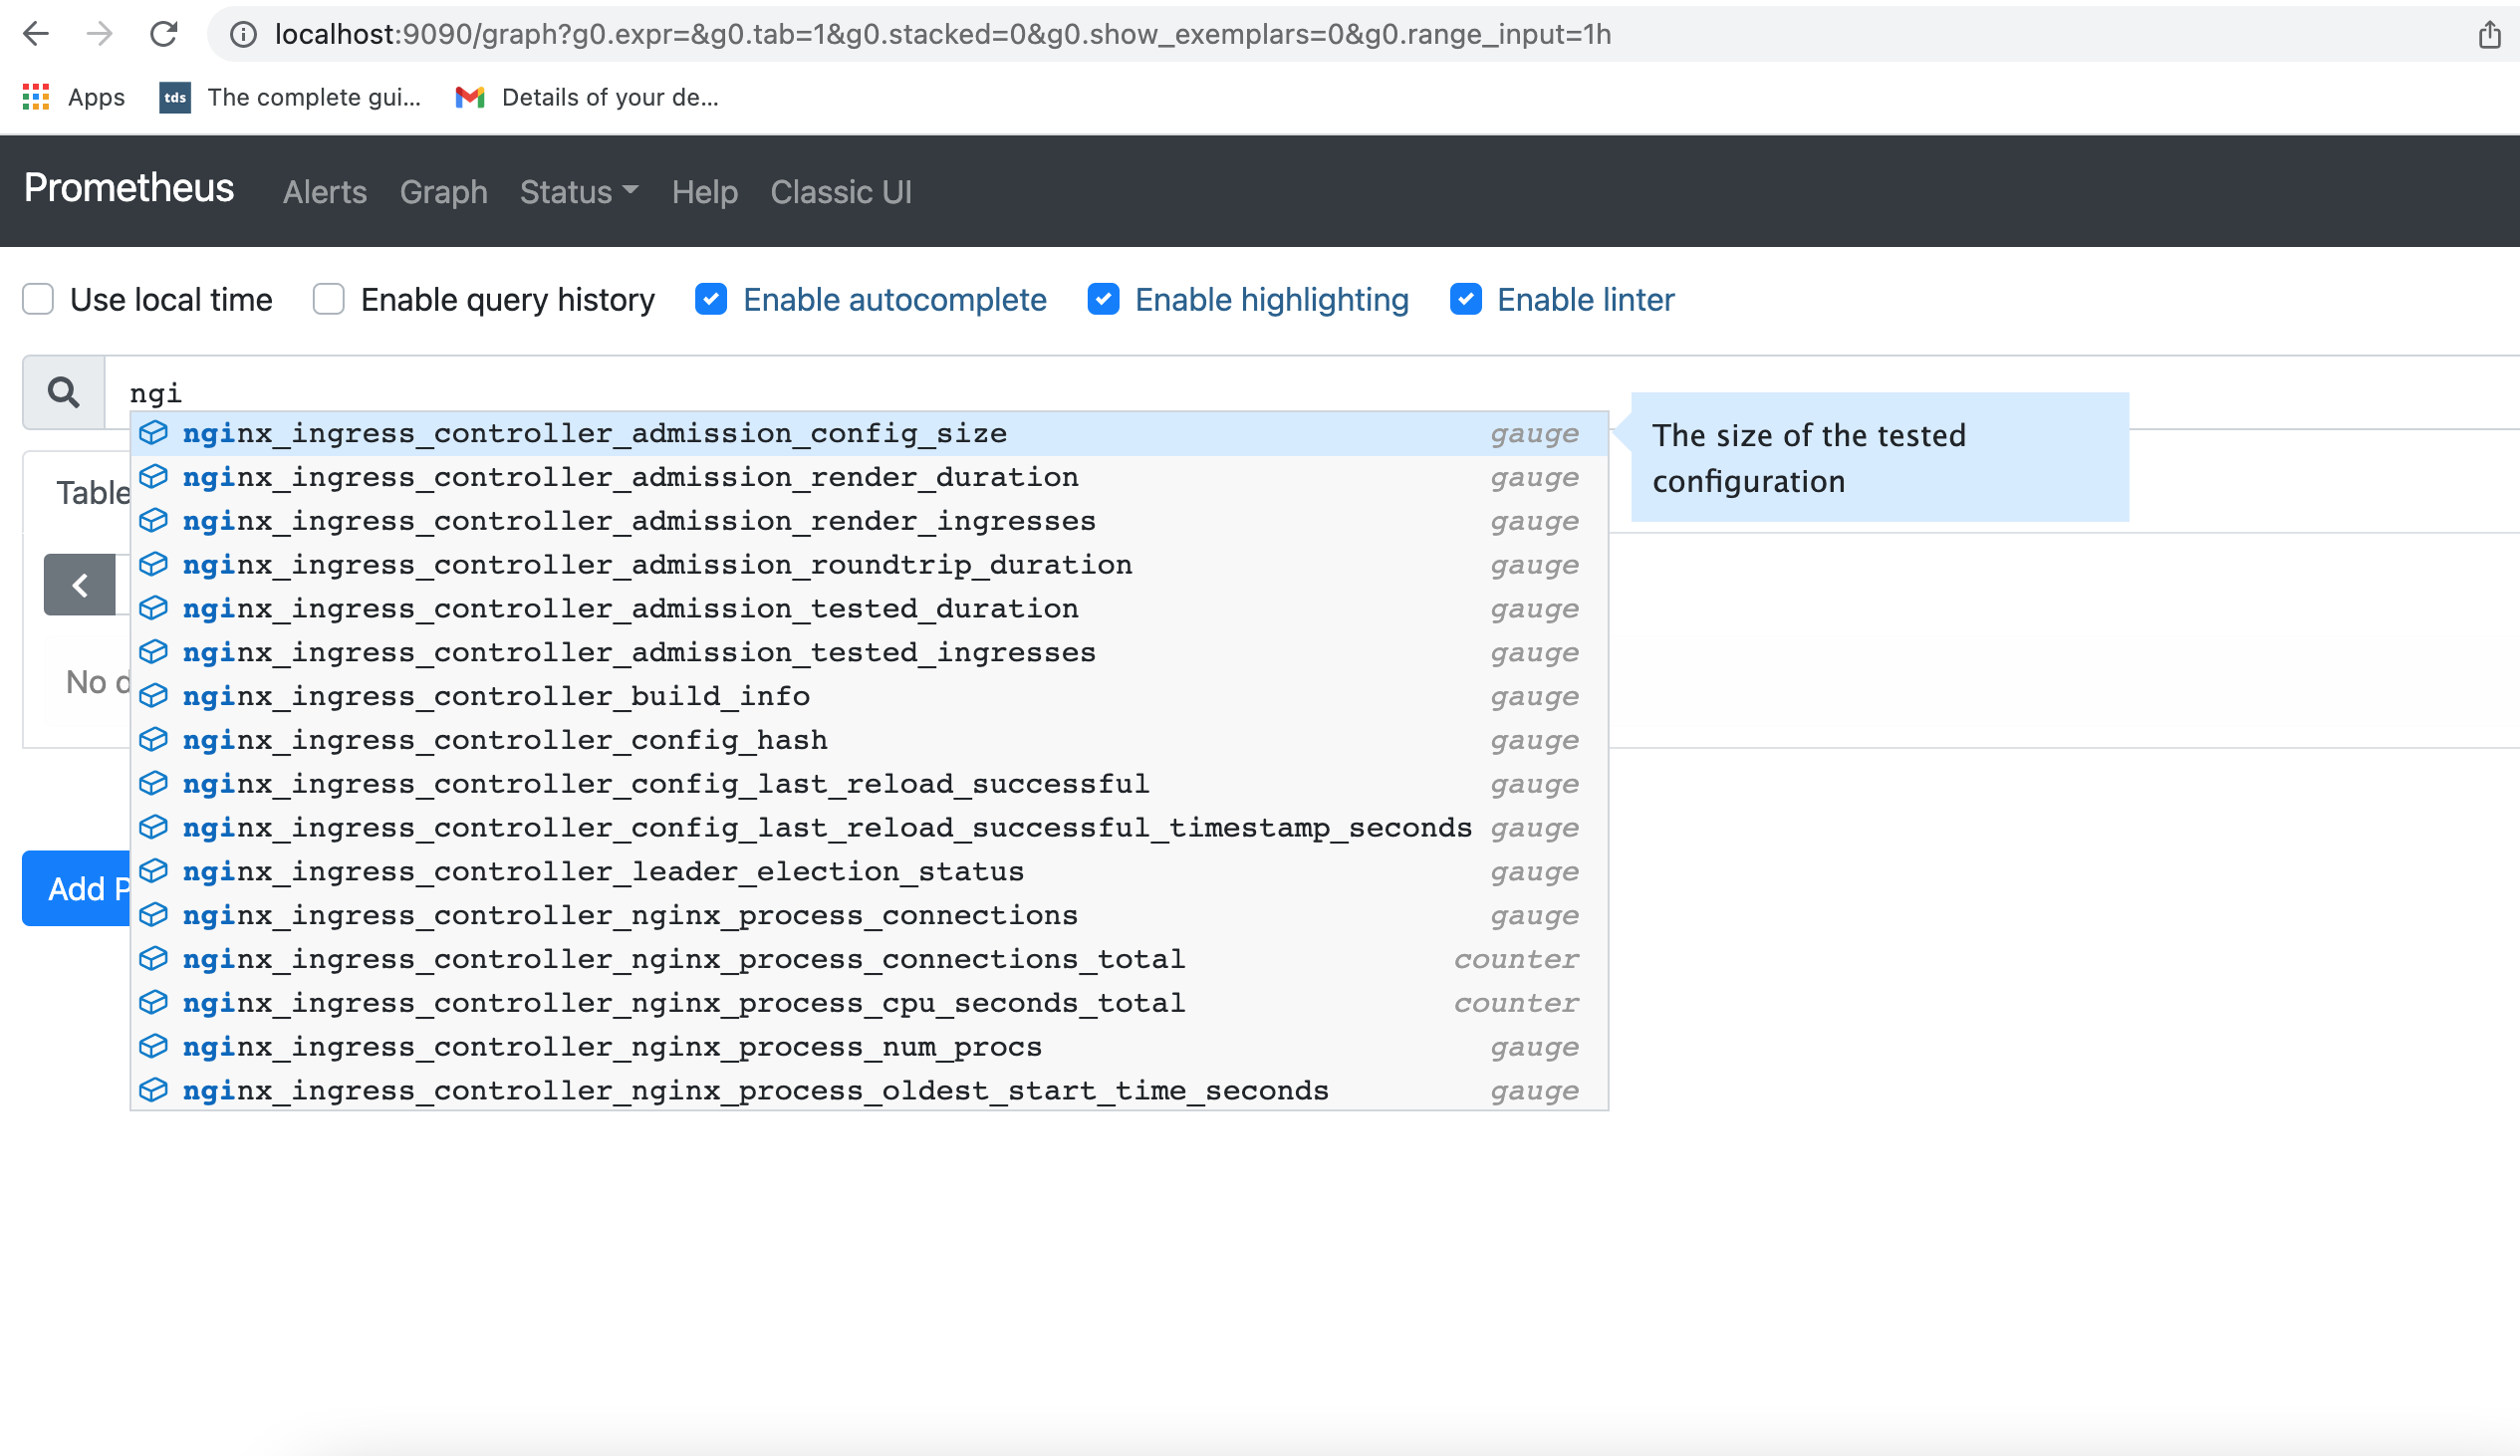 localhost:9090/graph?g0.expr=&g0.tab=1&g0.stacked=0&g0.show_exemplars=0&g0.range_input=1h
Apps tds The complete gui... Details of your de...
Prometheus Alerts Graph Status Help Classic UI
Use local time Enable query history Enable autocomplete Enable highlighting Enable linter
ngi
nginx_ingress_controller_admission_config_size gauge
The size of the tested
configuration
Table
nginx_ingress_controller_admission_render_duration gauge
nginx_ingress_controller_admission_render_ingresses gauge
nginx_ingress_controller_admission_roundtrip_duration gauge
nginx_ingress_controller_admission_tested_duration gauge
nginx_ingress_controller_admission_tested_ingresses gauge
No d
nginx_ingress_controller_build_info gauge
nginx_ingress_controller_config_hash gauge
nginx_ingress_controller_config_last_reload_successful gauge
nginx_ingress_controller_config_last_reload_successful_timestamp_seconds gauge
nginx_ingress_controller_leader_election_status gauge
Add P
nginx_ingress_controller_nginx_process_connections gauge
nginx_ingress_controller_nginx_process_connections_total counter
nginx_ingress_controller_nginx_process_cpu_seconds_total counter
nginx_ingress_controller_nginx_process_num_procs gauge
nginx_ingress_controller_nginx_process_oldest_start_time_seconds gauge